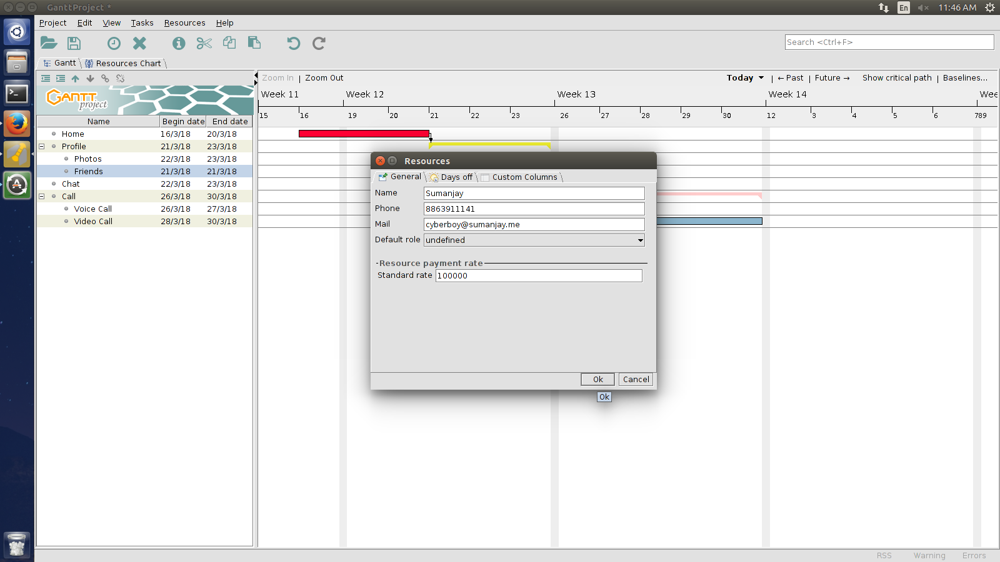 GanttProject *
En
11:46 AM
Project Edit View Tasks Resources Help
Search <Ctrl+F>
Gantt Resources Chart
Zoom In | Zoom Out
Today | ←Past | Future→ Show critical path | Baselines...
GANTT project
Week 11 Week 12 Week 13 Week 14 Wee
15 16 19 20 21 22 23 26 27 28 29 30 12 3 4 5 6 789
Name Begin date End date
Home 16/3/18 20/3/18
Profile 21/3/18 23/3/18
Photos 22/3/18 23/3/18
Friends 21/3/18 21/3/18
Chat 22/3/18 23/3/18
Call 26/3/18 30/3/18
Voice Call 26/3/18 27/3/18
Video Call 28/3/18 30/3/18
Resources
General Days off Custom Columns
Name Sumanjay
Phone 8863911141
Mail cyberboy@sumanjay.me
Default role undefined
Resource payment rate
Standard rate 100000
Ok Cancel
Ok
RSS Warning Errors